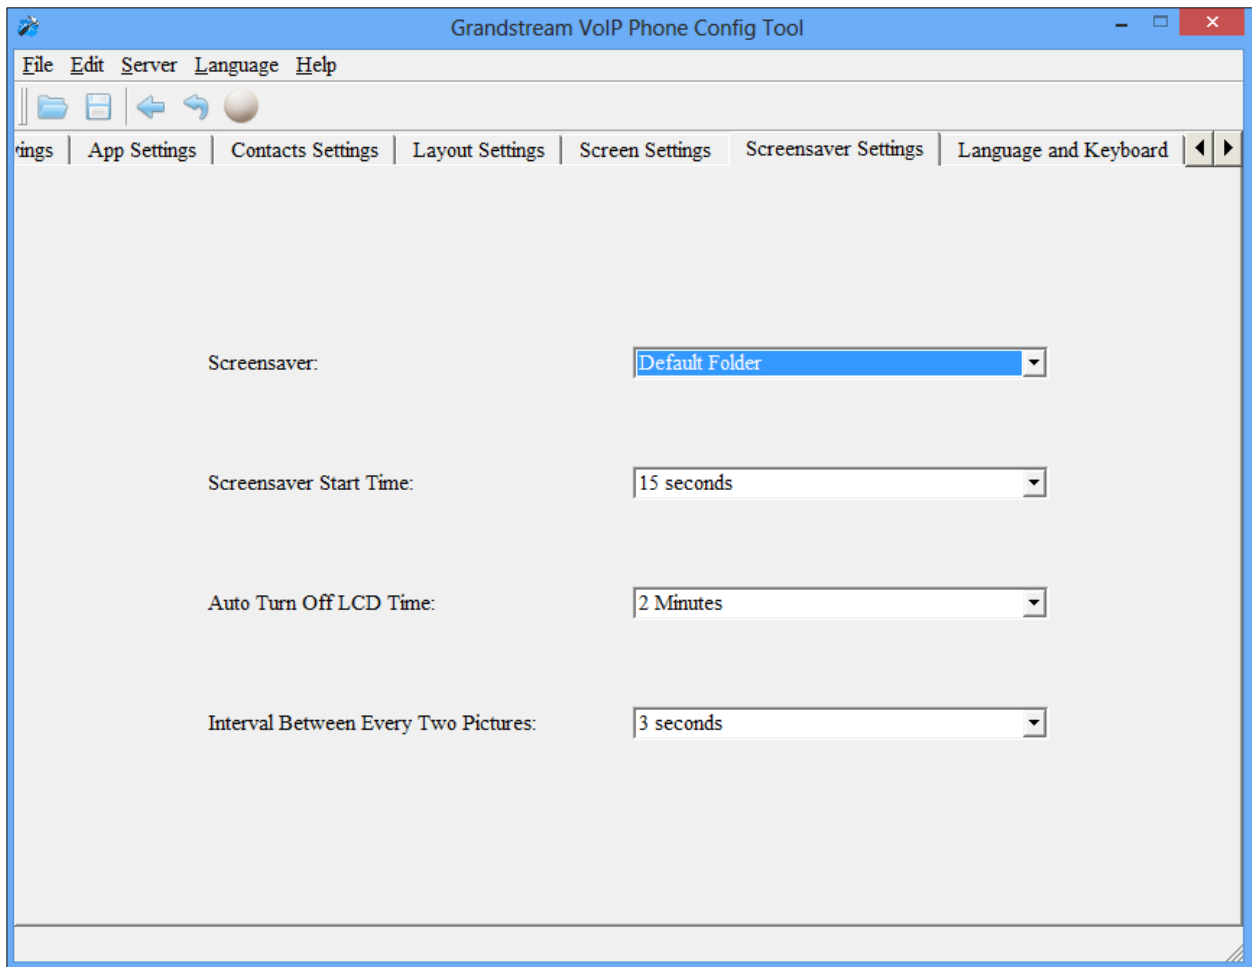 Grandstream VoIP Phone Config Tool
File Edit Server Language Help
App Settings Contacts Settings Layout Settings Screen Settings Screensaver Settings Language and Keyboard
Screensaver: Default Folder
Screensaver Start Time: 15 seconds
Auto Turn Off LCD Time: 2 Minutes
Interval Between Every Two Pictures: 3 seconds